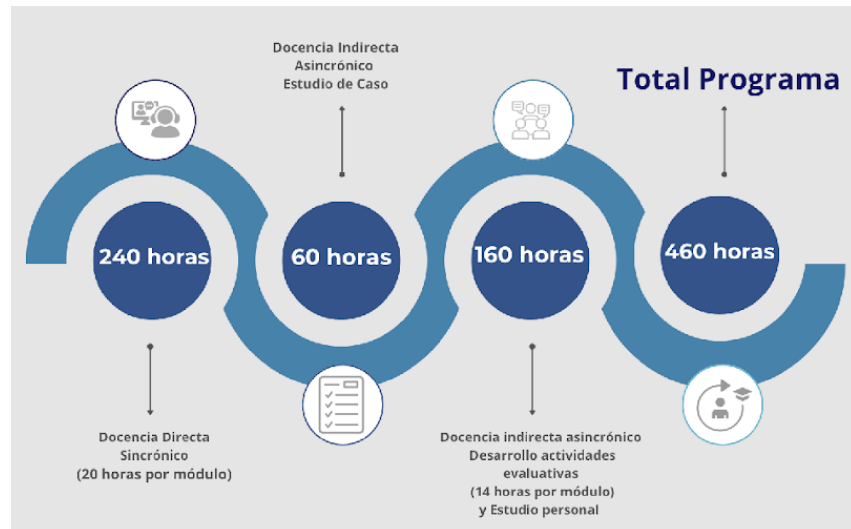 Docencia Indirecta
Asincrónico
Estudio de Caso
Total Programa
240 horas
60 horas
160 horas
460 horas
Docencia Directa
Sincrónico
(20 horas por módulo)
Docencia indirecta asincrónico
Desarrollo actividades
evaluativas
(14 horas por módulo)
y Estudio personal